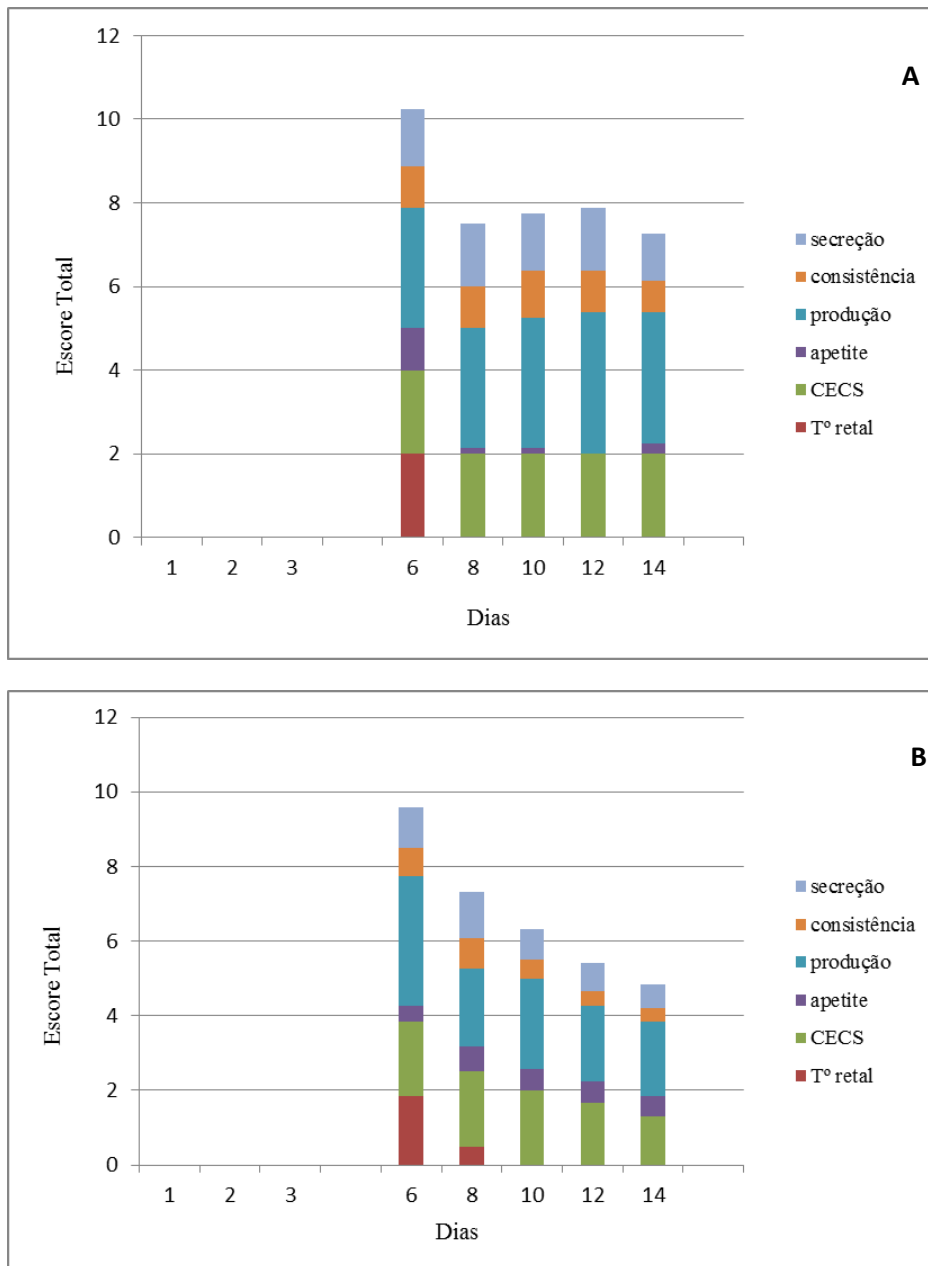 A
12
10
8
6
4
2
0
Escore Total
1 2 3 6 8 10 12 14
Dias
secreção
consistência
produção
apetite
CECS
Tº retal
B
12
10
8
6
4
2
0
Escore Total
1 2 3 6 8 10 12 14
Dias
secreção
consistência
produção
apetite
CECS
Tº retal